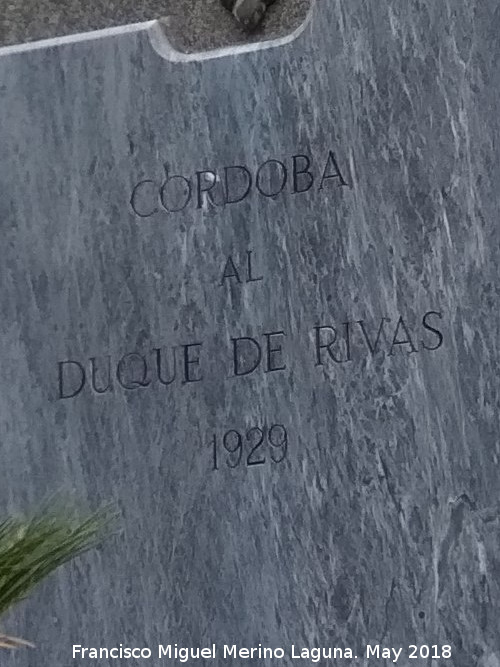 CORDOBA
AL
DUQUE DE RIVAS
1929
Francisco Miguel Merino Laguna. May 2018